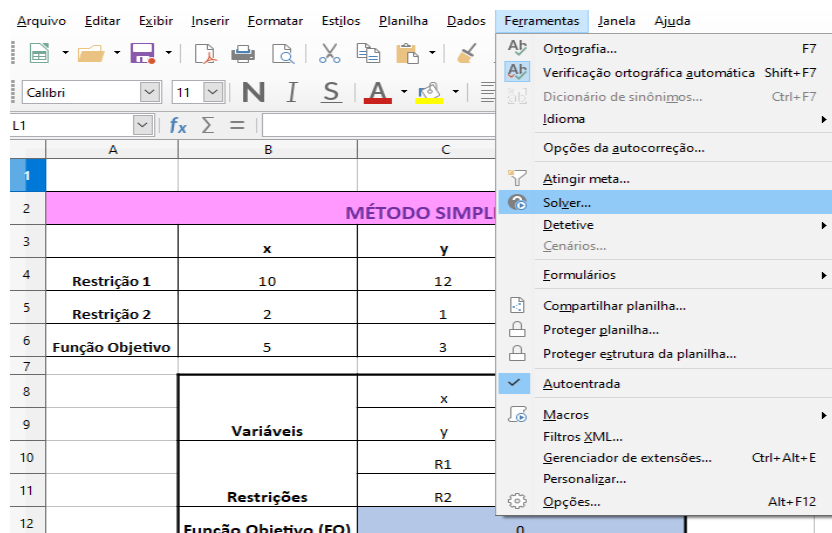 Arquivo Editar Exibir Inserir Formatar Estilos Planilha Dados Ferramentas Janela Ajuda
Calibri 11 N I S A
L1 fx Σ =
A B C
1
2 MÉTODO SIMPL
3 x y
4 Restrição 1 10 12
5 Restrição 2 2 1
6 Função Objetivo 5 3
7
8 x
9 Variáveis y
10 R1
11 Restrições R2
12 Função Objetivo (FO) 0
Ortografia... F7
Verificação ortográfica automática Shift+F7
Dicionário de sinônimos... Ctrl+F7
Idioma
Opções da autocorreção...
Atingir meta...
Solver...
Detetive
Cenários...
Formulários
Compartilhar planilha...
Proteger planilha...
Proteger estrutura da planilha...
Autoentrada
Macros
Filtros XML...
Gerenciador de extensões... Ctrl+Alt+E
Personalizar...
Opções... Alt+F12